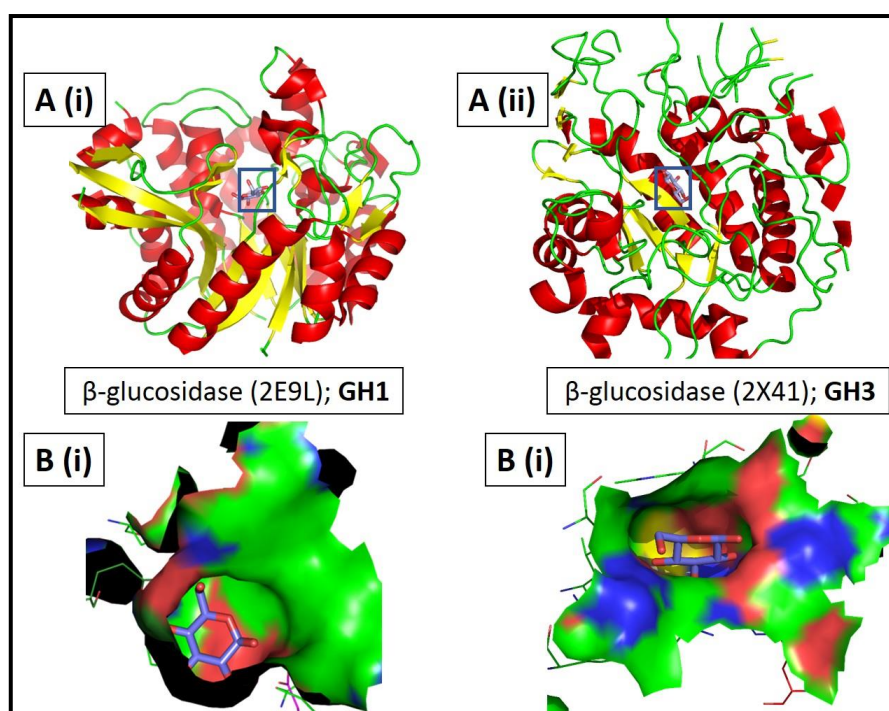 A (i)
A (ii)
β-glucosidase (2E9L); GH1
β-glucosidase (2X41); GH3
B (i)
B (i)